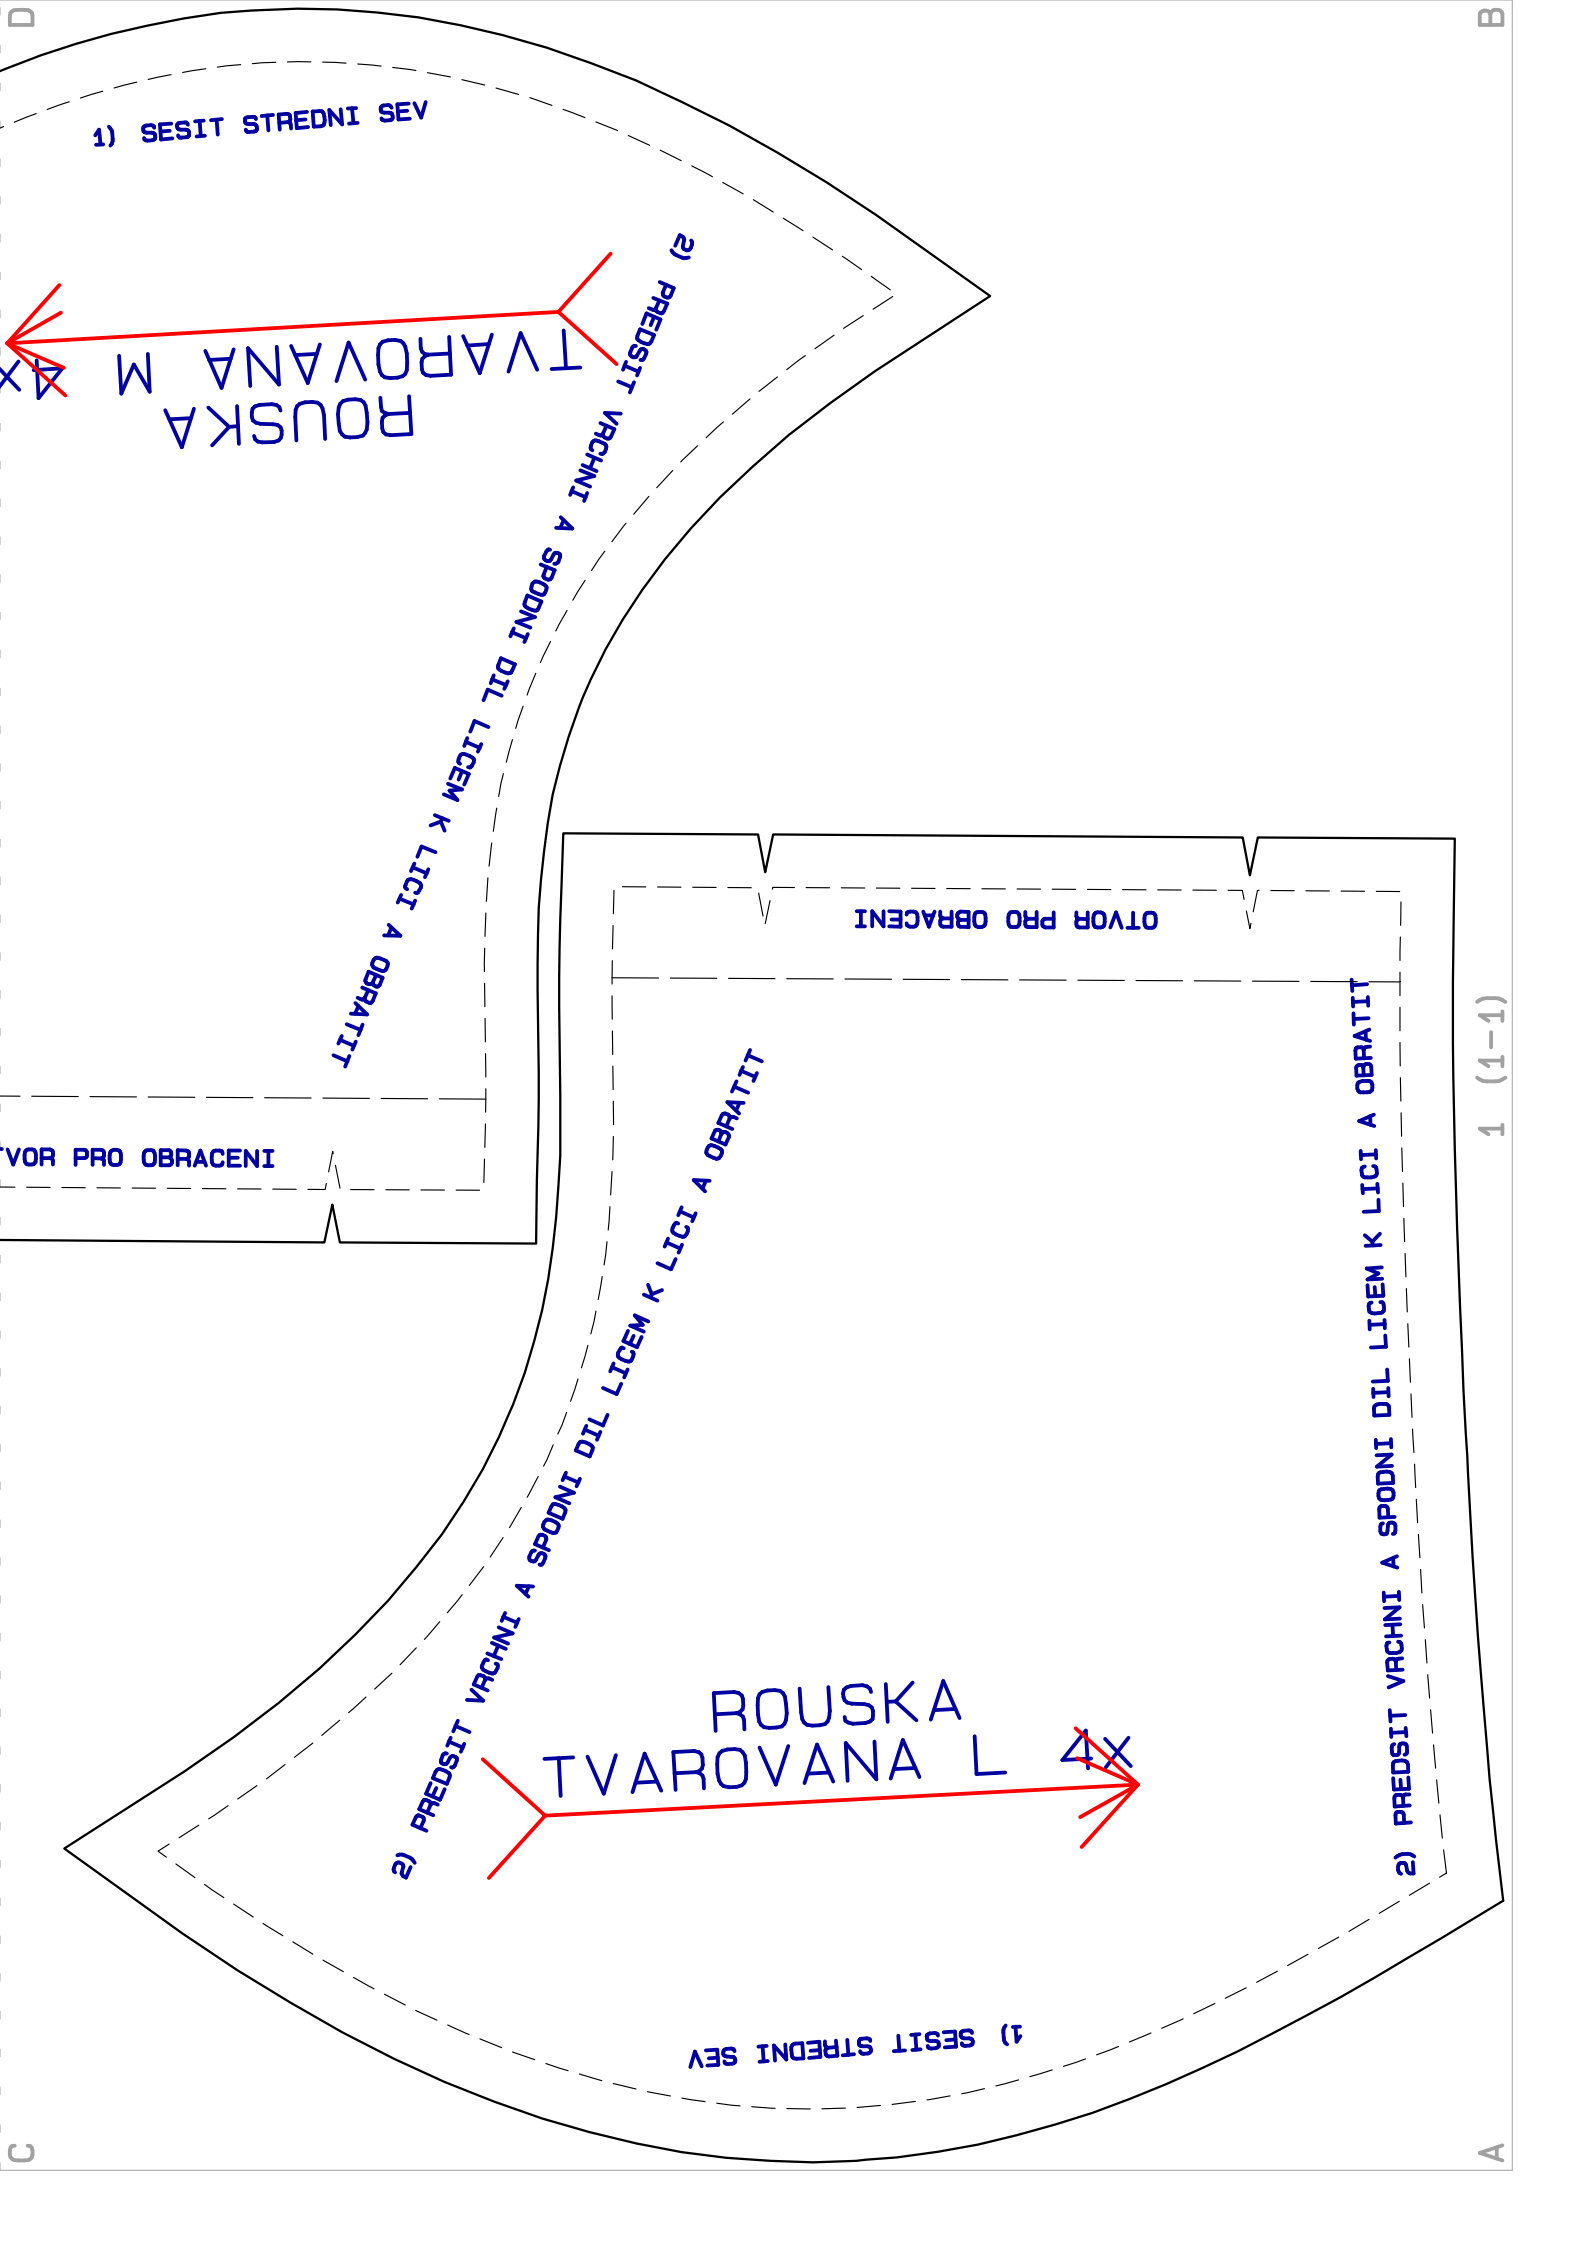 D
B
1) SESIT STREDNI SEV
2) PREDSIT VRCHNI A SPODNI DIL LICEM K LICI A OBRATIT
ROUSKA
TVAROVANA M 4x
VOR PRO OBRACENI
OTVOR PRO OBRACENI
2) PREDSIT VRCHNI A SPODNI DIL LICEM K LICI A OBRATIT
2) PREDSIT VRCHNI A SPODNI DIL LICEM K LICI A OBRATIT
1 (1-1)
ROUSKA
TVAROVANA L 4x
1) SESIT STREDNI SEV
C
A